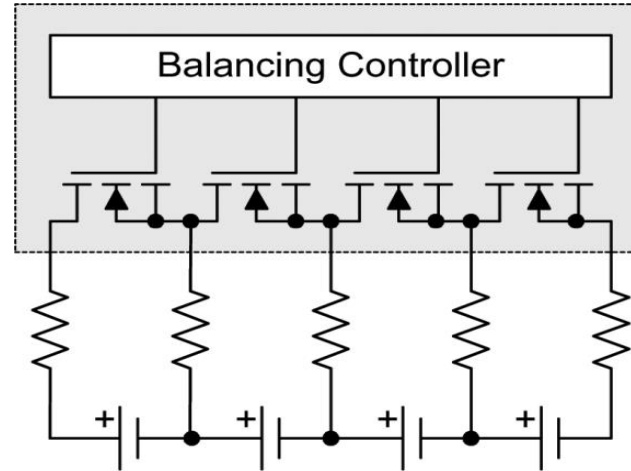 Balancing Controller
+ + + +